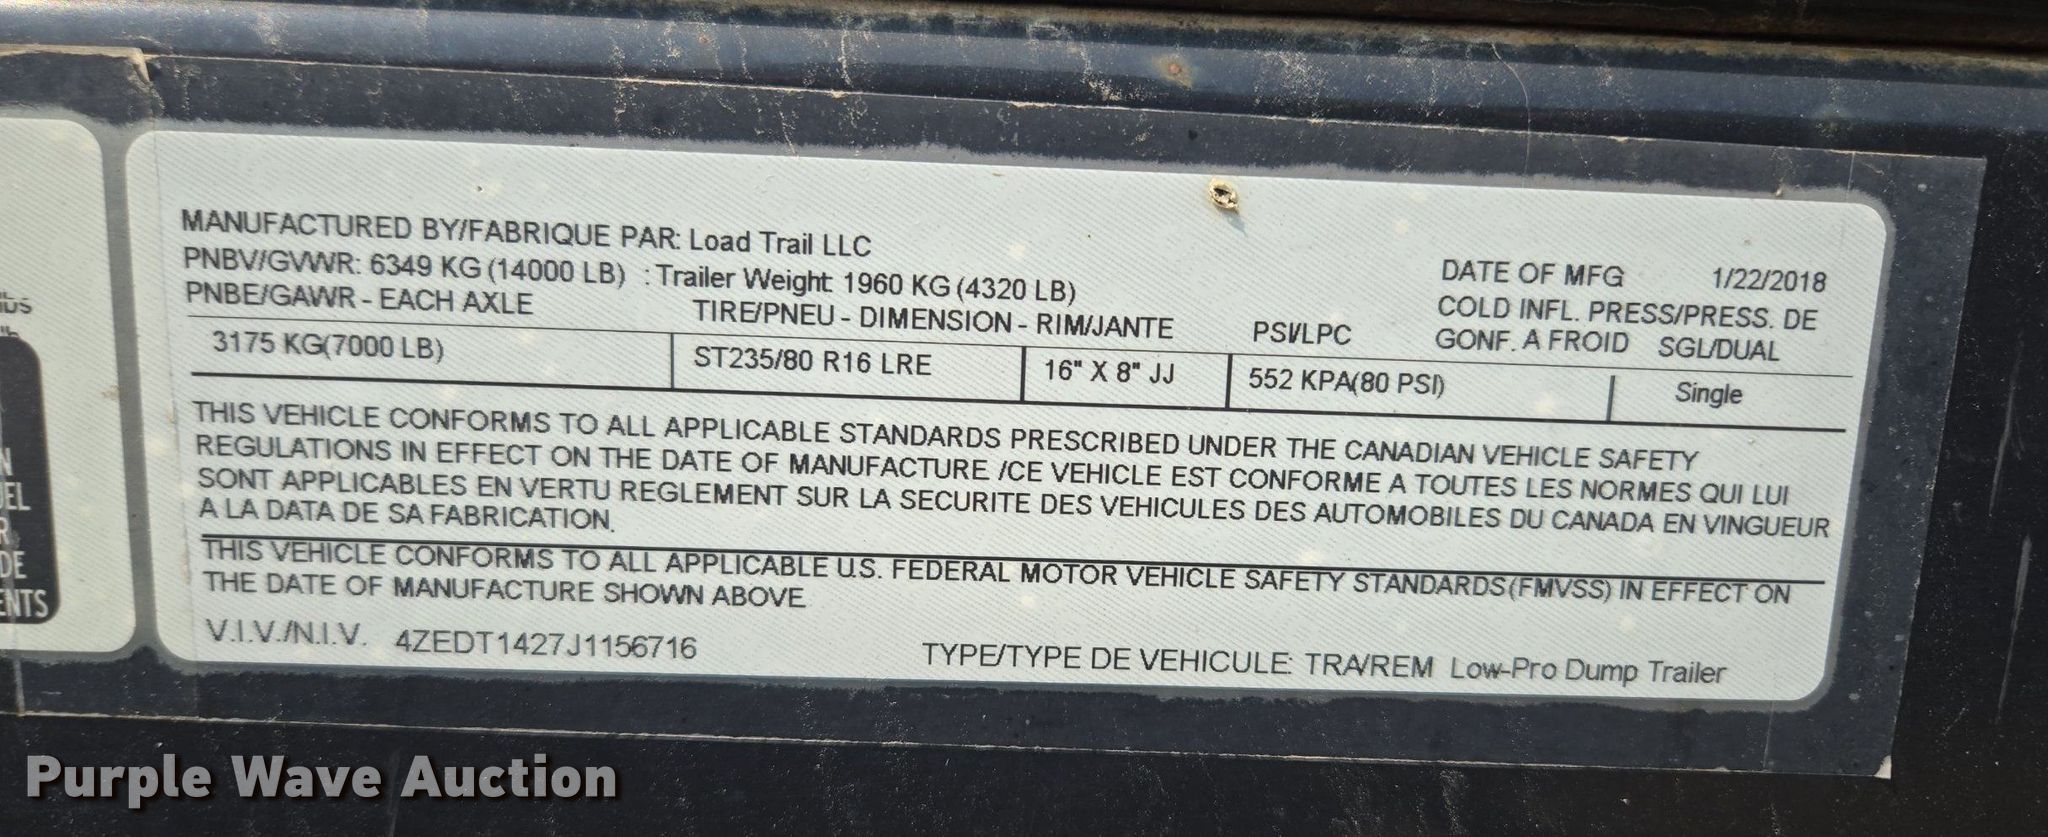 MANUFACTURED BY/FABRIQUE PAR: Load Trail LLC
PNBV/GVWR: 6349 KG (14000 LB) : Trailer Weight: 1960 KG (4320 LB)
DATE OF MFG 1/22/2018
PNBE/GAWR - EACH AXLE TIRE/PNEU - DIMENSION - RIM/JANTE PSI/LPC
COLD INFL. PRESS/PRESS. DE
GONF. A FROID SGL/DUAL
3175 KG(7000 LB) ST235/80 R16 LRE 16" X 8" JJ 552 KPA(80 PSI) Single
THIS VEHICLE CONFORMS TO ALL APPLICABLE STANDARDS PRESCRIBED UNDER THE CANADIAN VEHICLE SAFETY
REGULATIONS IN EFFECT ON THE DATE OF MANUFACTURE /CE VEHICLE EST CONFORME A TOUTES LES NORMES QUI LUI
SONT APPLICABLES EN VERTU REGLEMENT SUR LA SECURITE DES VEHICULES DES AUTOMOBILES DU CANADA EN VINGUEUR
A LA DATA DE SA FABRICATION.
THIS VEHICLE CONFORMS TO ALL APPLICABLE U.S. FEDERAL MOTOR VEHICLE SAFETY STANDARDS(FMVSS) IN EFFECT ON
THE DATE OF MANUFACTURE SHOWN ABOVE
V.I.V./N.I.V. 4ZEDT1427J1156716 TYPE/TYPE DE VEHICULE: TRA/REM Low-Pro Dump Trailer
DE
Purple Wave Auction